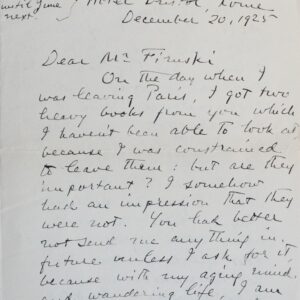 until June
next.
Hotel Bristol, Rome
December 20, 1925
Dear Mr
On the day when I
was leaving Paris, I got two
heavy books from you which
I haven't been able to look at
because I was constrained
to leave them: but are they
important? I somehow
had an impression that they
were not. You had better
not send me anything in
future unless I ask for it,
because with my aging mind
and wandering life, I am